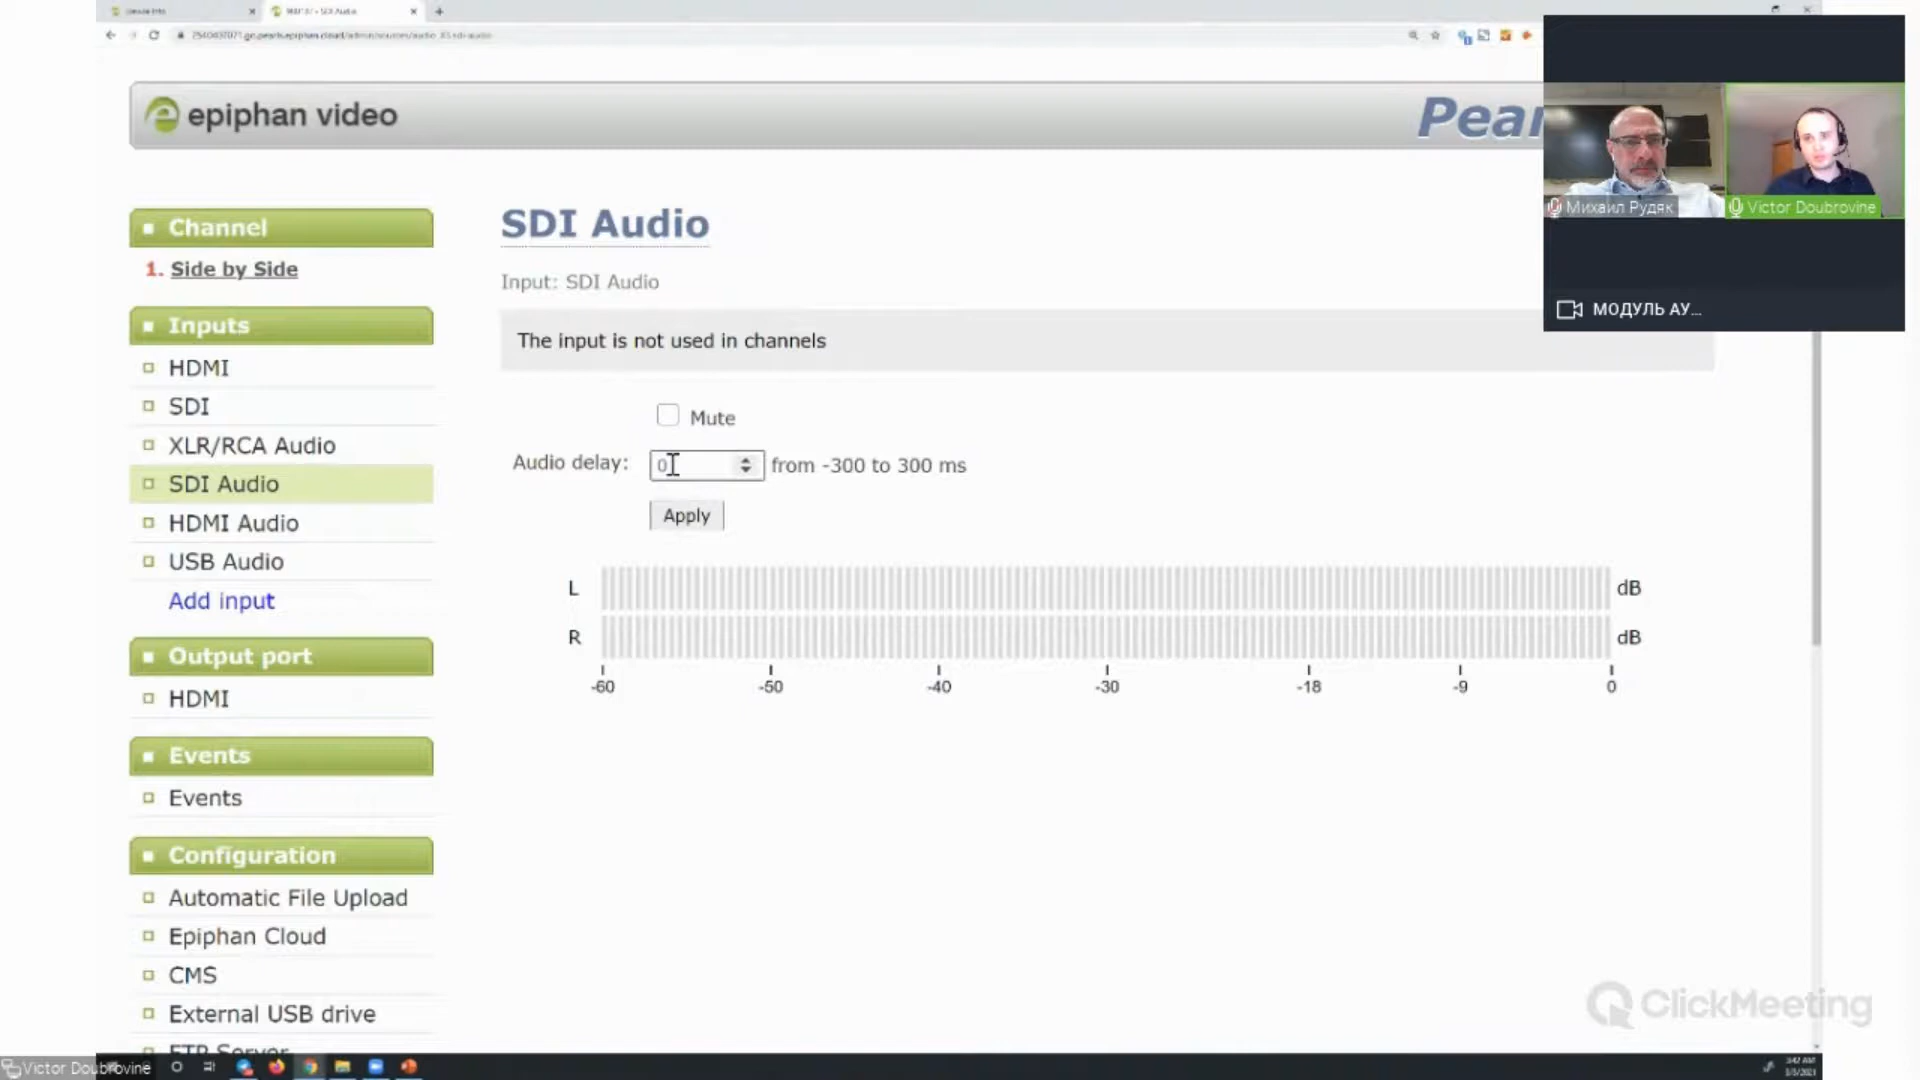 SDI Audio
epiphan video
Pear
Михаил Рудяк
Victor Doubrovine
МОДУЛЬ АУ...
Channel
1. Side by Side
Inputs
HDMI
SDI
XLR/RCA Audio
SDI Audio
HDMI Audio
USB Audio
Add input
Output port
HDMI
Events
Events
Configuration
Automatic File Upload
Epiphan Cloud
CMS
External USB drive
FTP Server
SDI Audio
Input: SDI Audio
The input is not used in channels
Mute
Audio delay: 0 from -300 to 300 ms
Apply
L dB
R dB
-60 -50 -40 -30 -18 -9 0
ClickMeeting
Victor Doubrovine